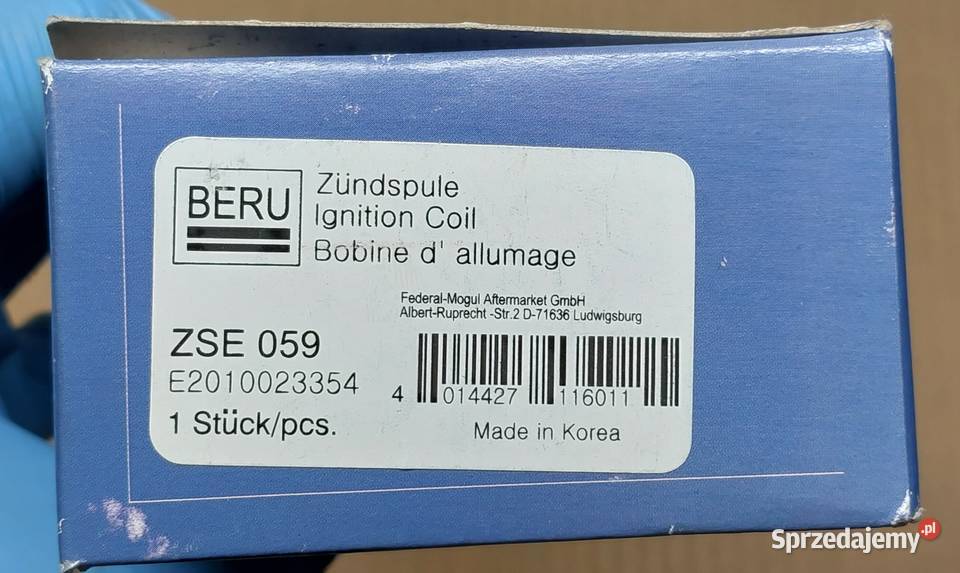 BERU
Zündspule
Ignition Coil
Bobine d' allumage
Federal-Mogul Aftermarket GmbH
Albert-Ruprecht -Str.2 D-71636 Ludwigsburg
ZSE 059
E2010023354
1 Stück/pcs.
4 014427 116011
Made in Korea
Sprzedajemy.pl